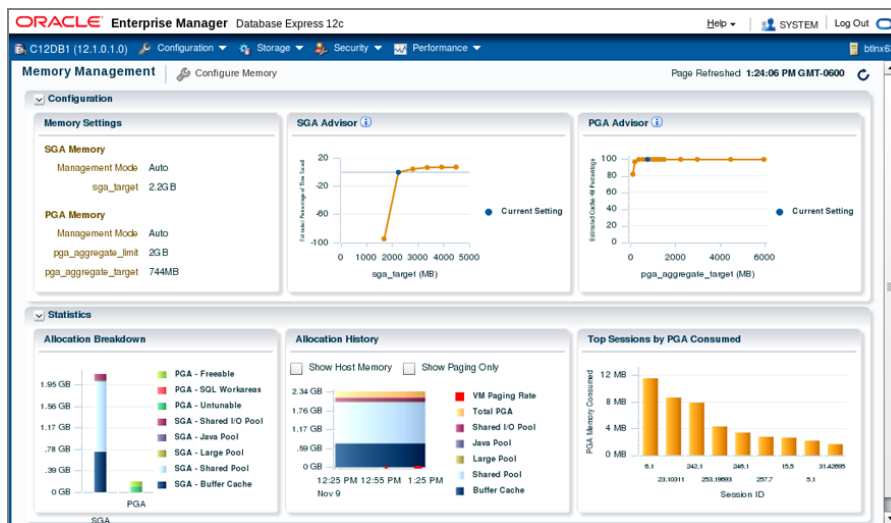 ORACLE Enterprise Manager Database Express 12c
Help SYSTEM Log Out
C12DB1 (12.1.0.1.0) Configuration Storage Security Performance btlnx63
Memory Management Configure Memory Page Refreshed 1:24:06 PM GMT-0600
Configuration
Memory Settings
SGA Memory
Management Mode Auto
sga_target 2.2GB
PGA Memory
Management Mode Auto
pga_aggregate_limit 2GB
pga_aggregate_target 744MB
SGA Advisor
20
-20
-60
-100
0 1000 2000 3000 4000 5000
sga_target (MB)
Current Setting
PGA Advisor
Estimated Cache Hit Percentage
100
80
60
40
20
0
0 2000 4000 6000
pga_aggregate_target (MB)
Current Setting
Statistics
Allocation Breakdown
1.95 GB
1.56 GB
1.17 GB
.78 GB
.39 GB
0 GB
PGA
SGA
PGA - Freeable
PGA - SQL Workareas
PGA - Untunable
SGA - Shared I/O Pool
SGA - Java Pool
SGA - Large Pool
SGA - Shared Pool
SGA - Buffer Cache
Allocation History
Show Host Memory Show Paging Only
2.34 GB
1.76 GB
1.17 GB
.59 GB
0 GB
12:25 PM 12:55 PM 1:25 PM
Nov 9
VM Paging Rate
Total PGA
Shared I/O Pool
Java Pool
Large Pool
Shared Pool
Buffer Cache
Top Sessions by PGA Consumed
PGA Memory Consumed
12 MB
8 MB
4 MB
0 MB
6.1 242.1 246.1 15.5 31,42695
23,10311 253,19693 257.7 5.1
Session ID